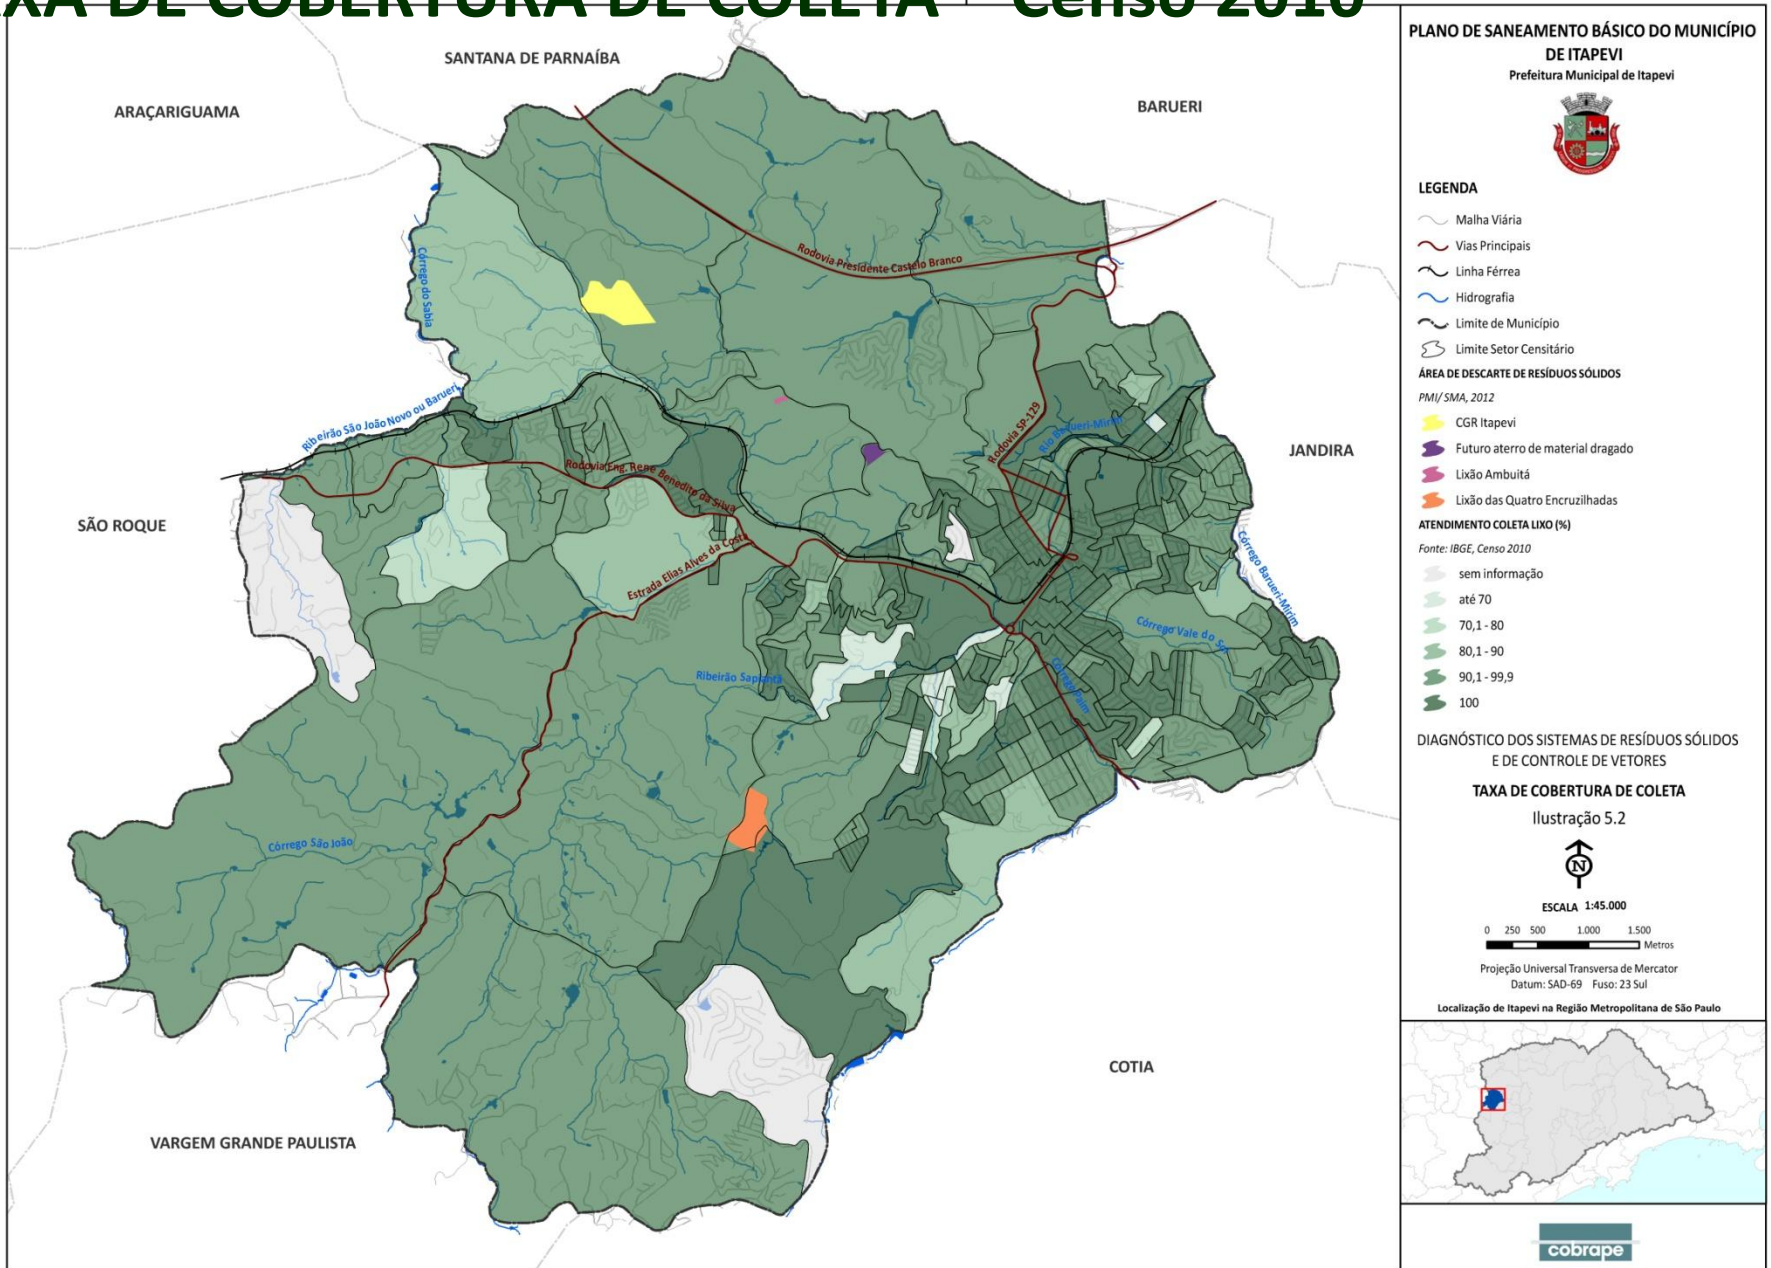 AXA DE COBERTURA DE COLETA - Censo 2010
SANTANA DE PARNAÍBA
ARAÇARIGUAMA
BARUERI
Rodovia Presidente Castelo Branco
Córrego do Sabia
Ribeirão São João Novo ou Barueri
Rodovia SP-129
Rio Barueri-Mirim
JANDIRA
Rodovia Eng. Rene Benedito da Silva
SÃO ROQUE
Estrada Elias Alves da Costa
Córrego Barueri-Mirim
Córrego Vale do Sol
Ribeirão Sapiantã
Córrego Paim
Córrego São João
COTIA
VARGEM GRANDE PAULISTA
PLANO DE SANEAMENTO BÁSICO DO MUNICÍPIO
DE ITAPEVI
Prefeitura Municipal de Itapevi
LEGENDA
Malha Viária
Vias Principais
Linha Férrea
Hidrografia
Limite de Município
Limite Setor Censitário
ÁREA DE DESCARTE DE RESÍDUOS SÓLIDOS
PMI/ SMA, 2012
CGR Itapevi
Futuro aterro de material dragado
Lixão Ambuitá
Lixão das Quatro Encruzilhadas
ATENDIMENTO COLETA LIXO (%)
Fonte: IBGE, Censo 2010
sem informação
até 70
70,1 - 80
80,1 - 90
90,1 - 99,9
100
DIAGNÓSTICO DOS SISTEMAS DE RESÍDUOS SÓLIDOS
E DE CONTROLE DE VETORES
TAXA DE COBERTURA DE COLETA
Ilustração 5.2
N
ESCALA 1:45.000
0 250 500 1.000 1.500
Metros
Projeção Universal Transversa de Mercator
Datum: SAD-69 Fuso: 23 Sul
Localização de Itapevi na Região Metropolitana de São Paulo
cobrape